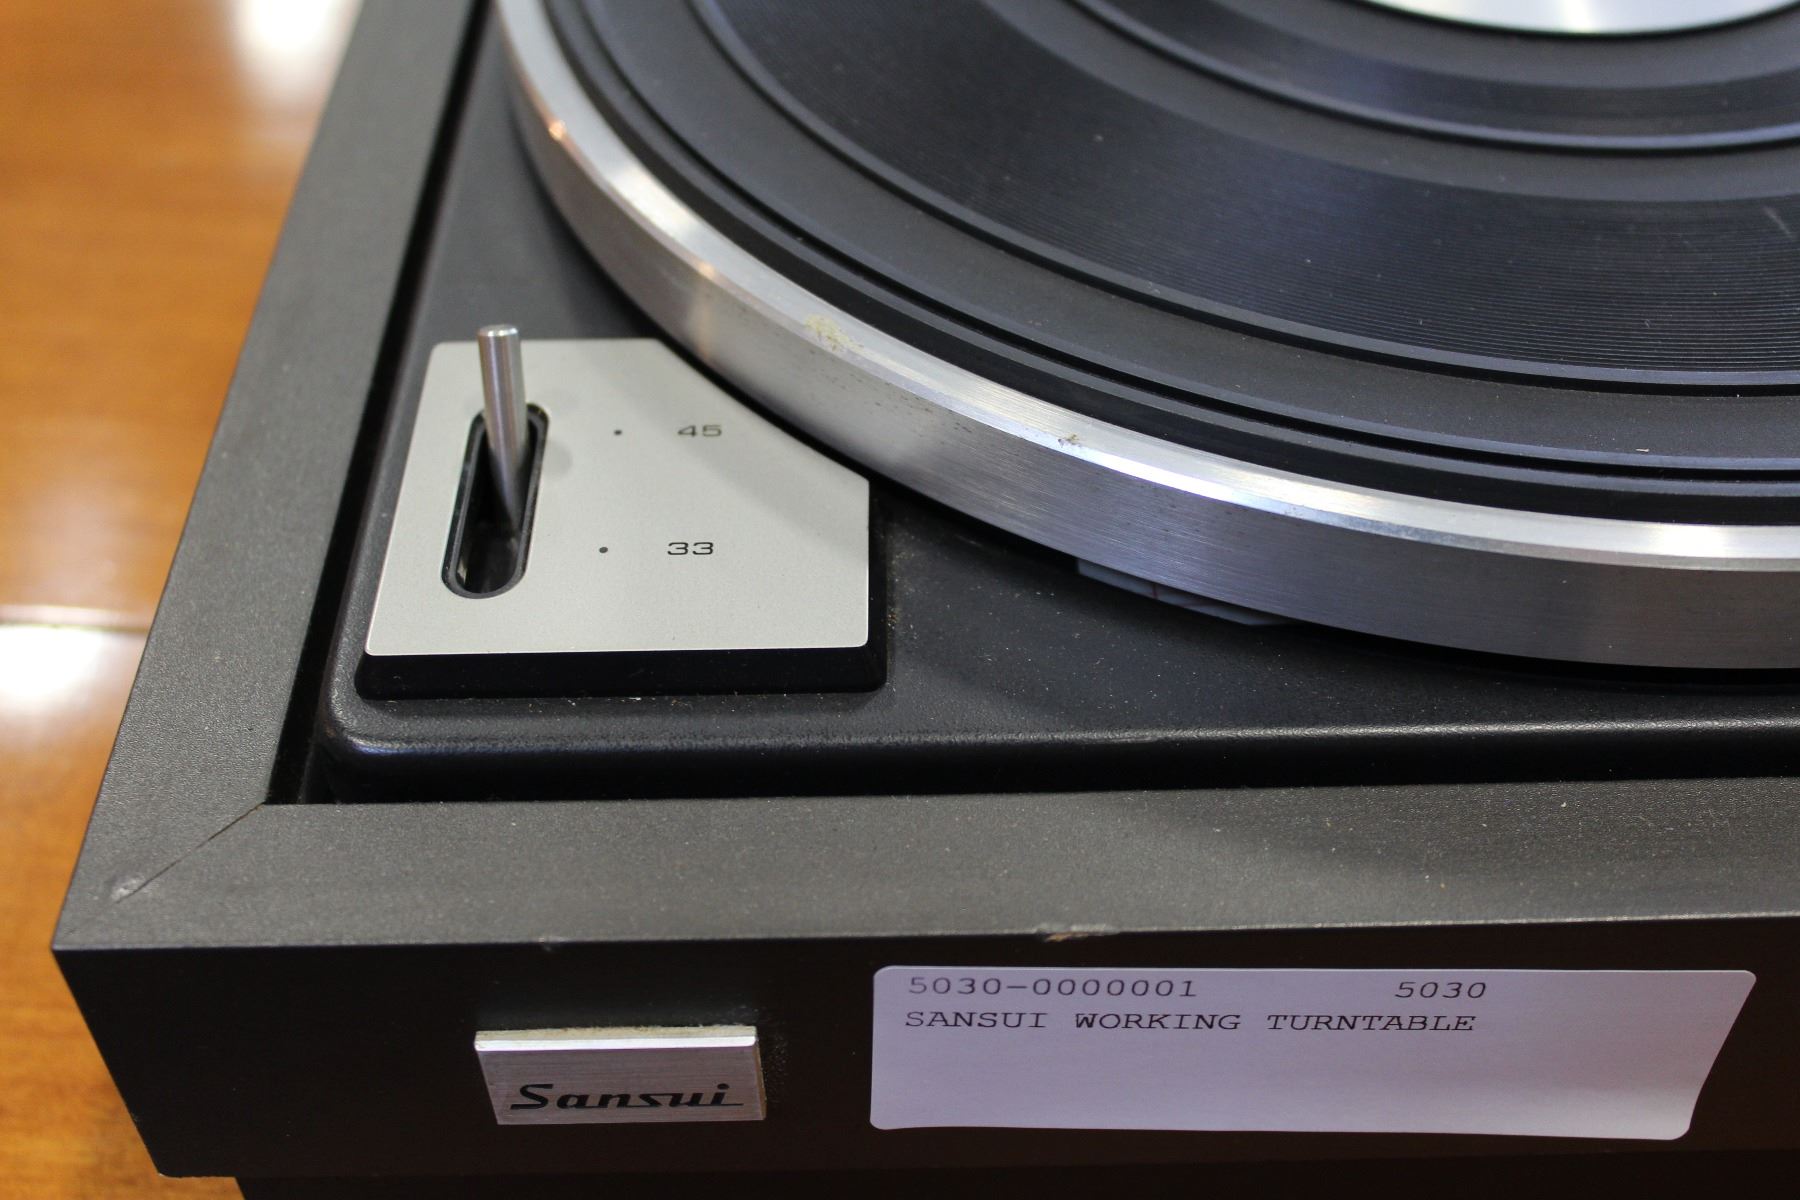 45
33
5030-0000001 5030
SANSUI WORKING TURNTABLE
Sansui